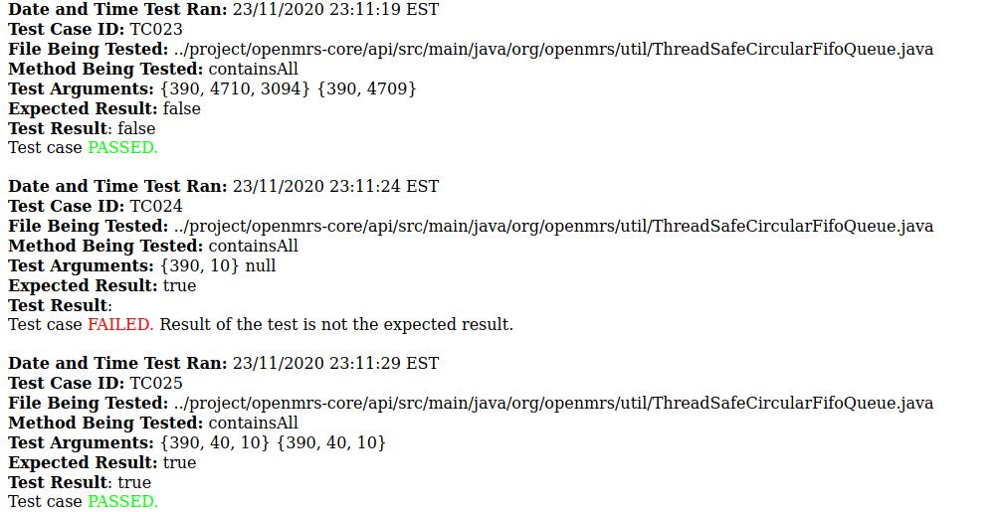 Date and Time Test Ran: 23/11/2020 23:11:19 EST
Test Case ID: TC023
File Being Tested: ../project/openmrs-core/api/src/main/java/org/openmrs/util/ThreadSafeCircularFifoQueue.java
Method Being Tested: containsAll
Test Arguments: {390, 4710, 3094} {390, 4709}
Expected Result: false
Test Result: false
Test case PASSED.
Date and Time Test Ran: 23/11/2020 23:11:24 EST
Test Case ID: TC024
File Being Tested: ../project/openmrs-core/api/src/main/java/org/openmrs/util/ThreadSafeCircularFifoQueue.java
Method Being Tested: containsAll
Test Arguments: {390, 10} null
Expected Result: true
Test Result:
Test case FAILED. Result of the test is not the expected result.
Date and Time Test Ran: 23/11/2020 23:11:29 EST
Test Case ID: TC025
File Being Tested: ../project/openmrs-core/api/src/main/java/org/openmrs/util/ThreadSafeCircularFifoQueue.java
Method Being Tested: containsAll
Test Arguments: {390, 40, 10} {390, 40, 10}
Expected Result: true
Test Result: true
Test case PASSED.